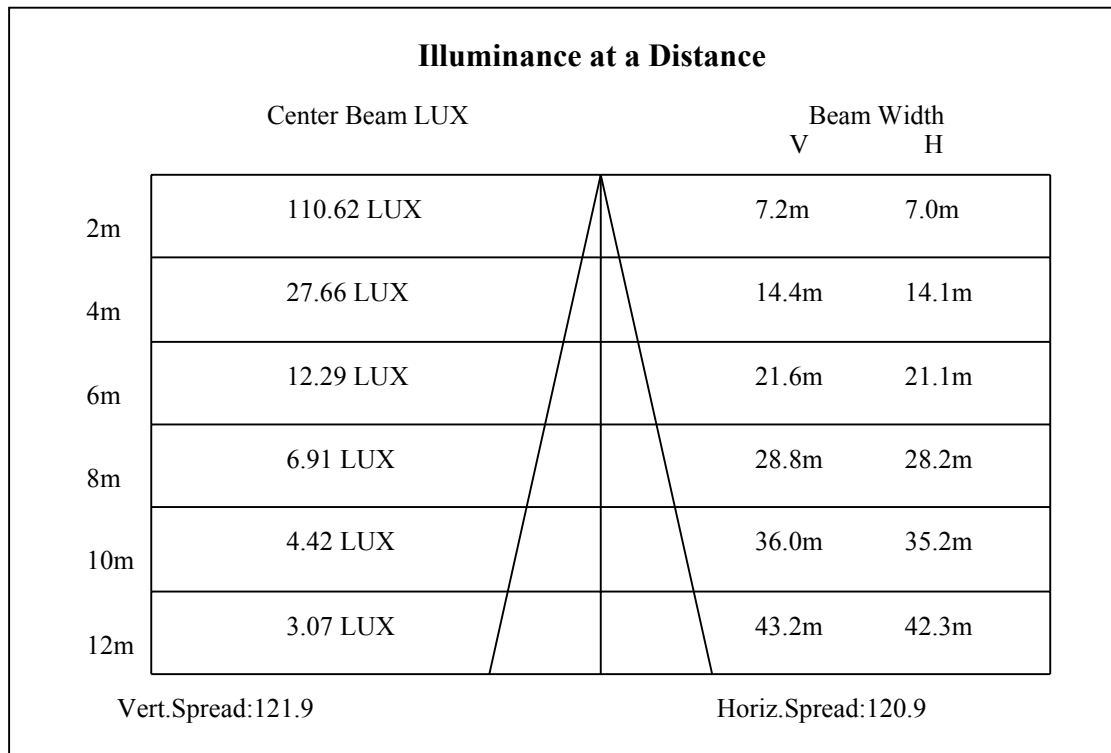 Illuminance at a Distance
Center Beam LUX Beam Width
V H
2m 110.62 LUX 7.2m 7.0m
4m 27.66 LUX 14.4m 14.1m
6m 12.29 LUX 21.6m 21.1m
8m 6.91 LUX 28.8m 28.2m
10m 4.42 LUX 36.0m 35.2m
12m 3.07 LUX 43.2m 42.3m
Vert.Spread:121.9 Horiz.Spread:120.9